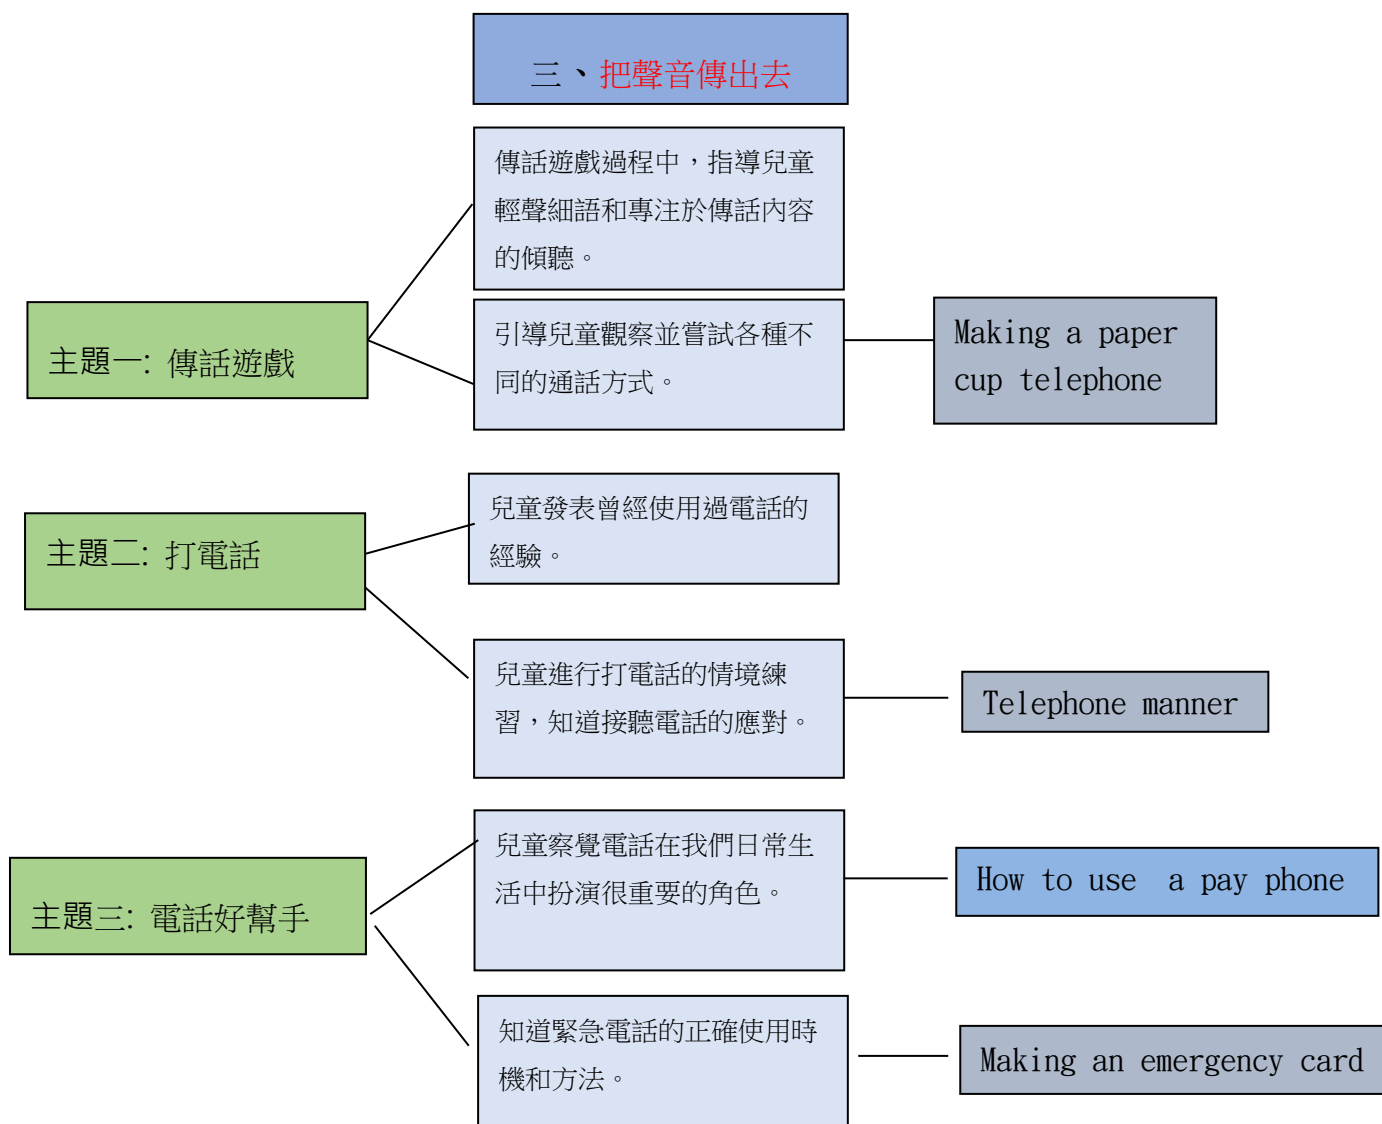 三、把聲音傳出去
傳話遊戲過程中，指導兒童
輕聲細語和專注於傳話內容
的傾聽。
主題一: 傳話遊戲
引導兒童觀察並嘗試各種不
同的通話方式。
Making a paper
cup telephone
兒童發表曾經使用過電話的
經驗。
主題二: 打電話
兒童進行打電話的情境練
習，知道接聽電話的應對。
Telephone manner
兒童察覺電話在我們日常生
活中扮演很重要的角色。
How to use  a pay phone
主題三: 電話好幫手
知道緊急電話的正確使用時
機和方法。
Making an emergency card